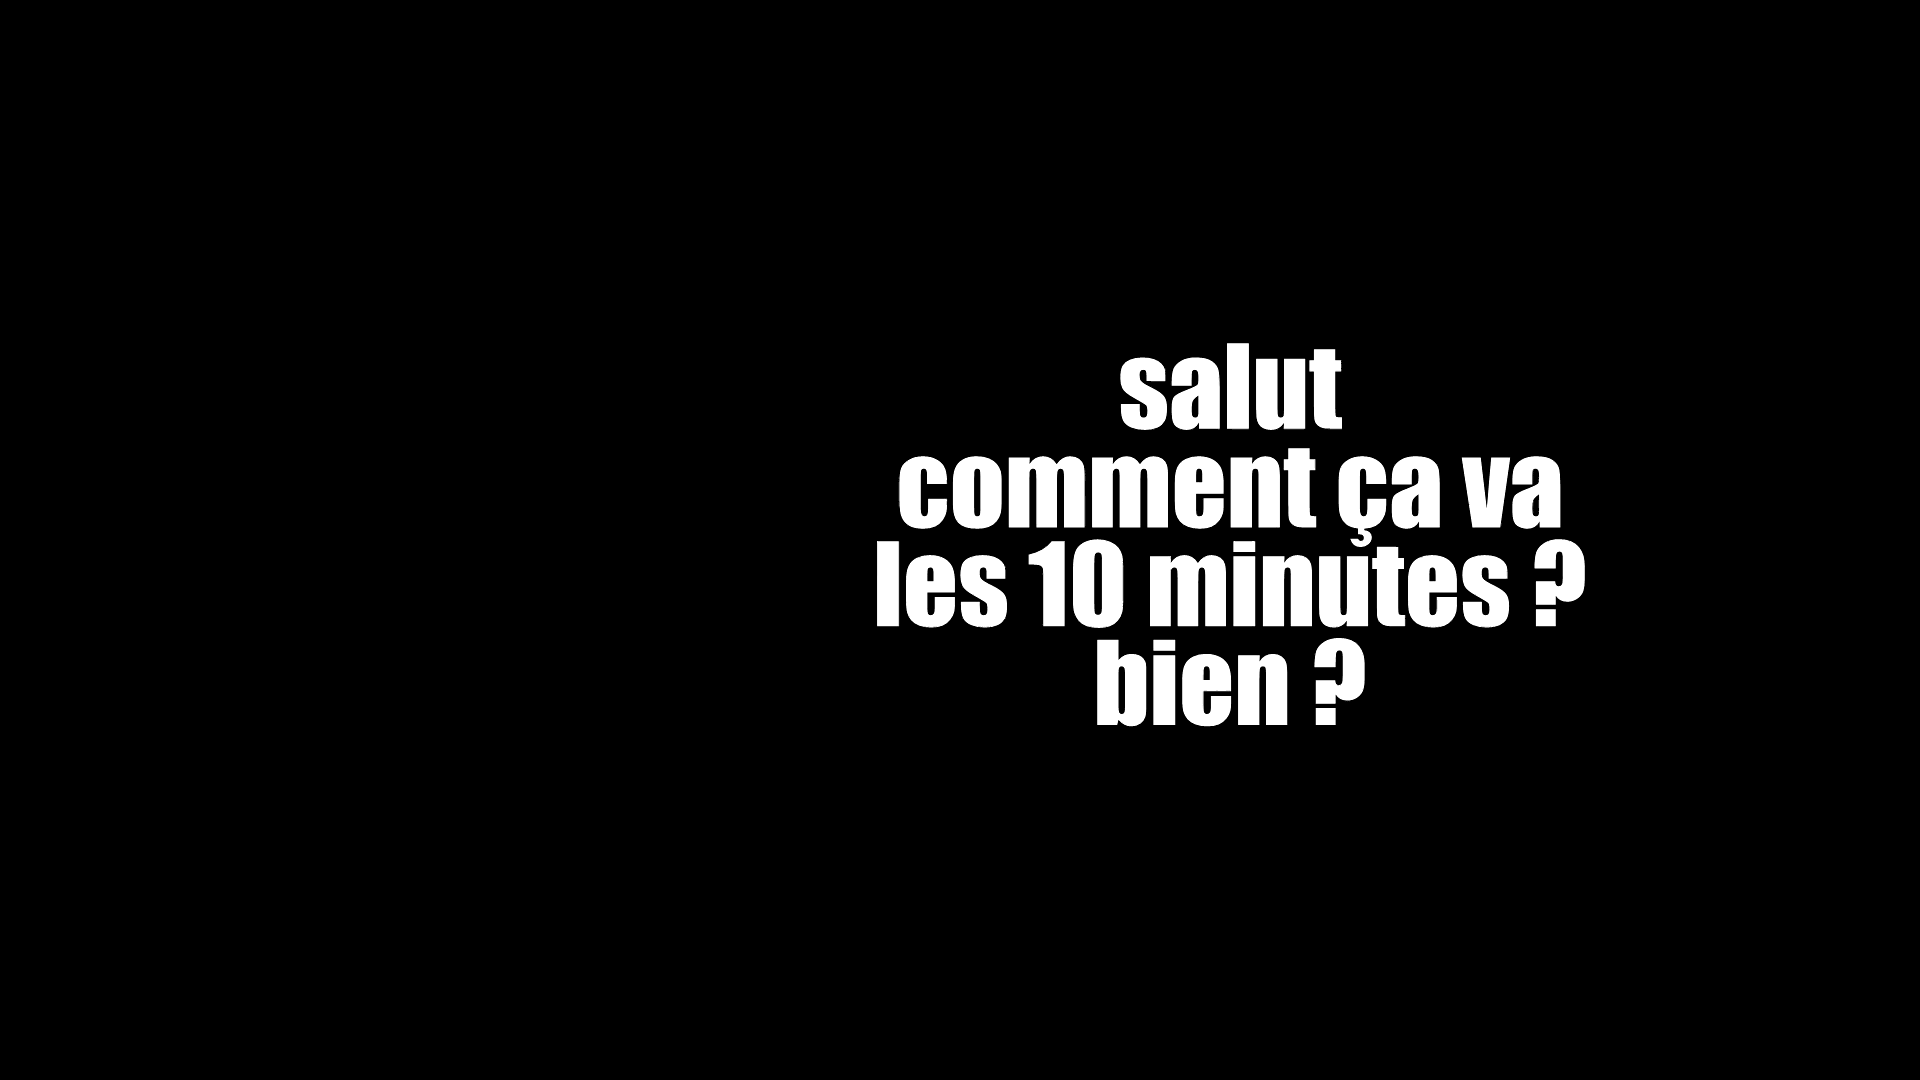 salut
comment ça va
les 10 minutes ?
bien ?